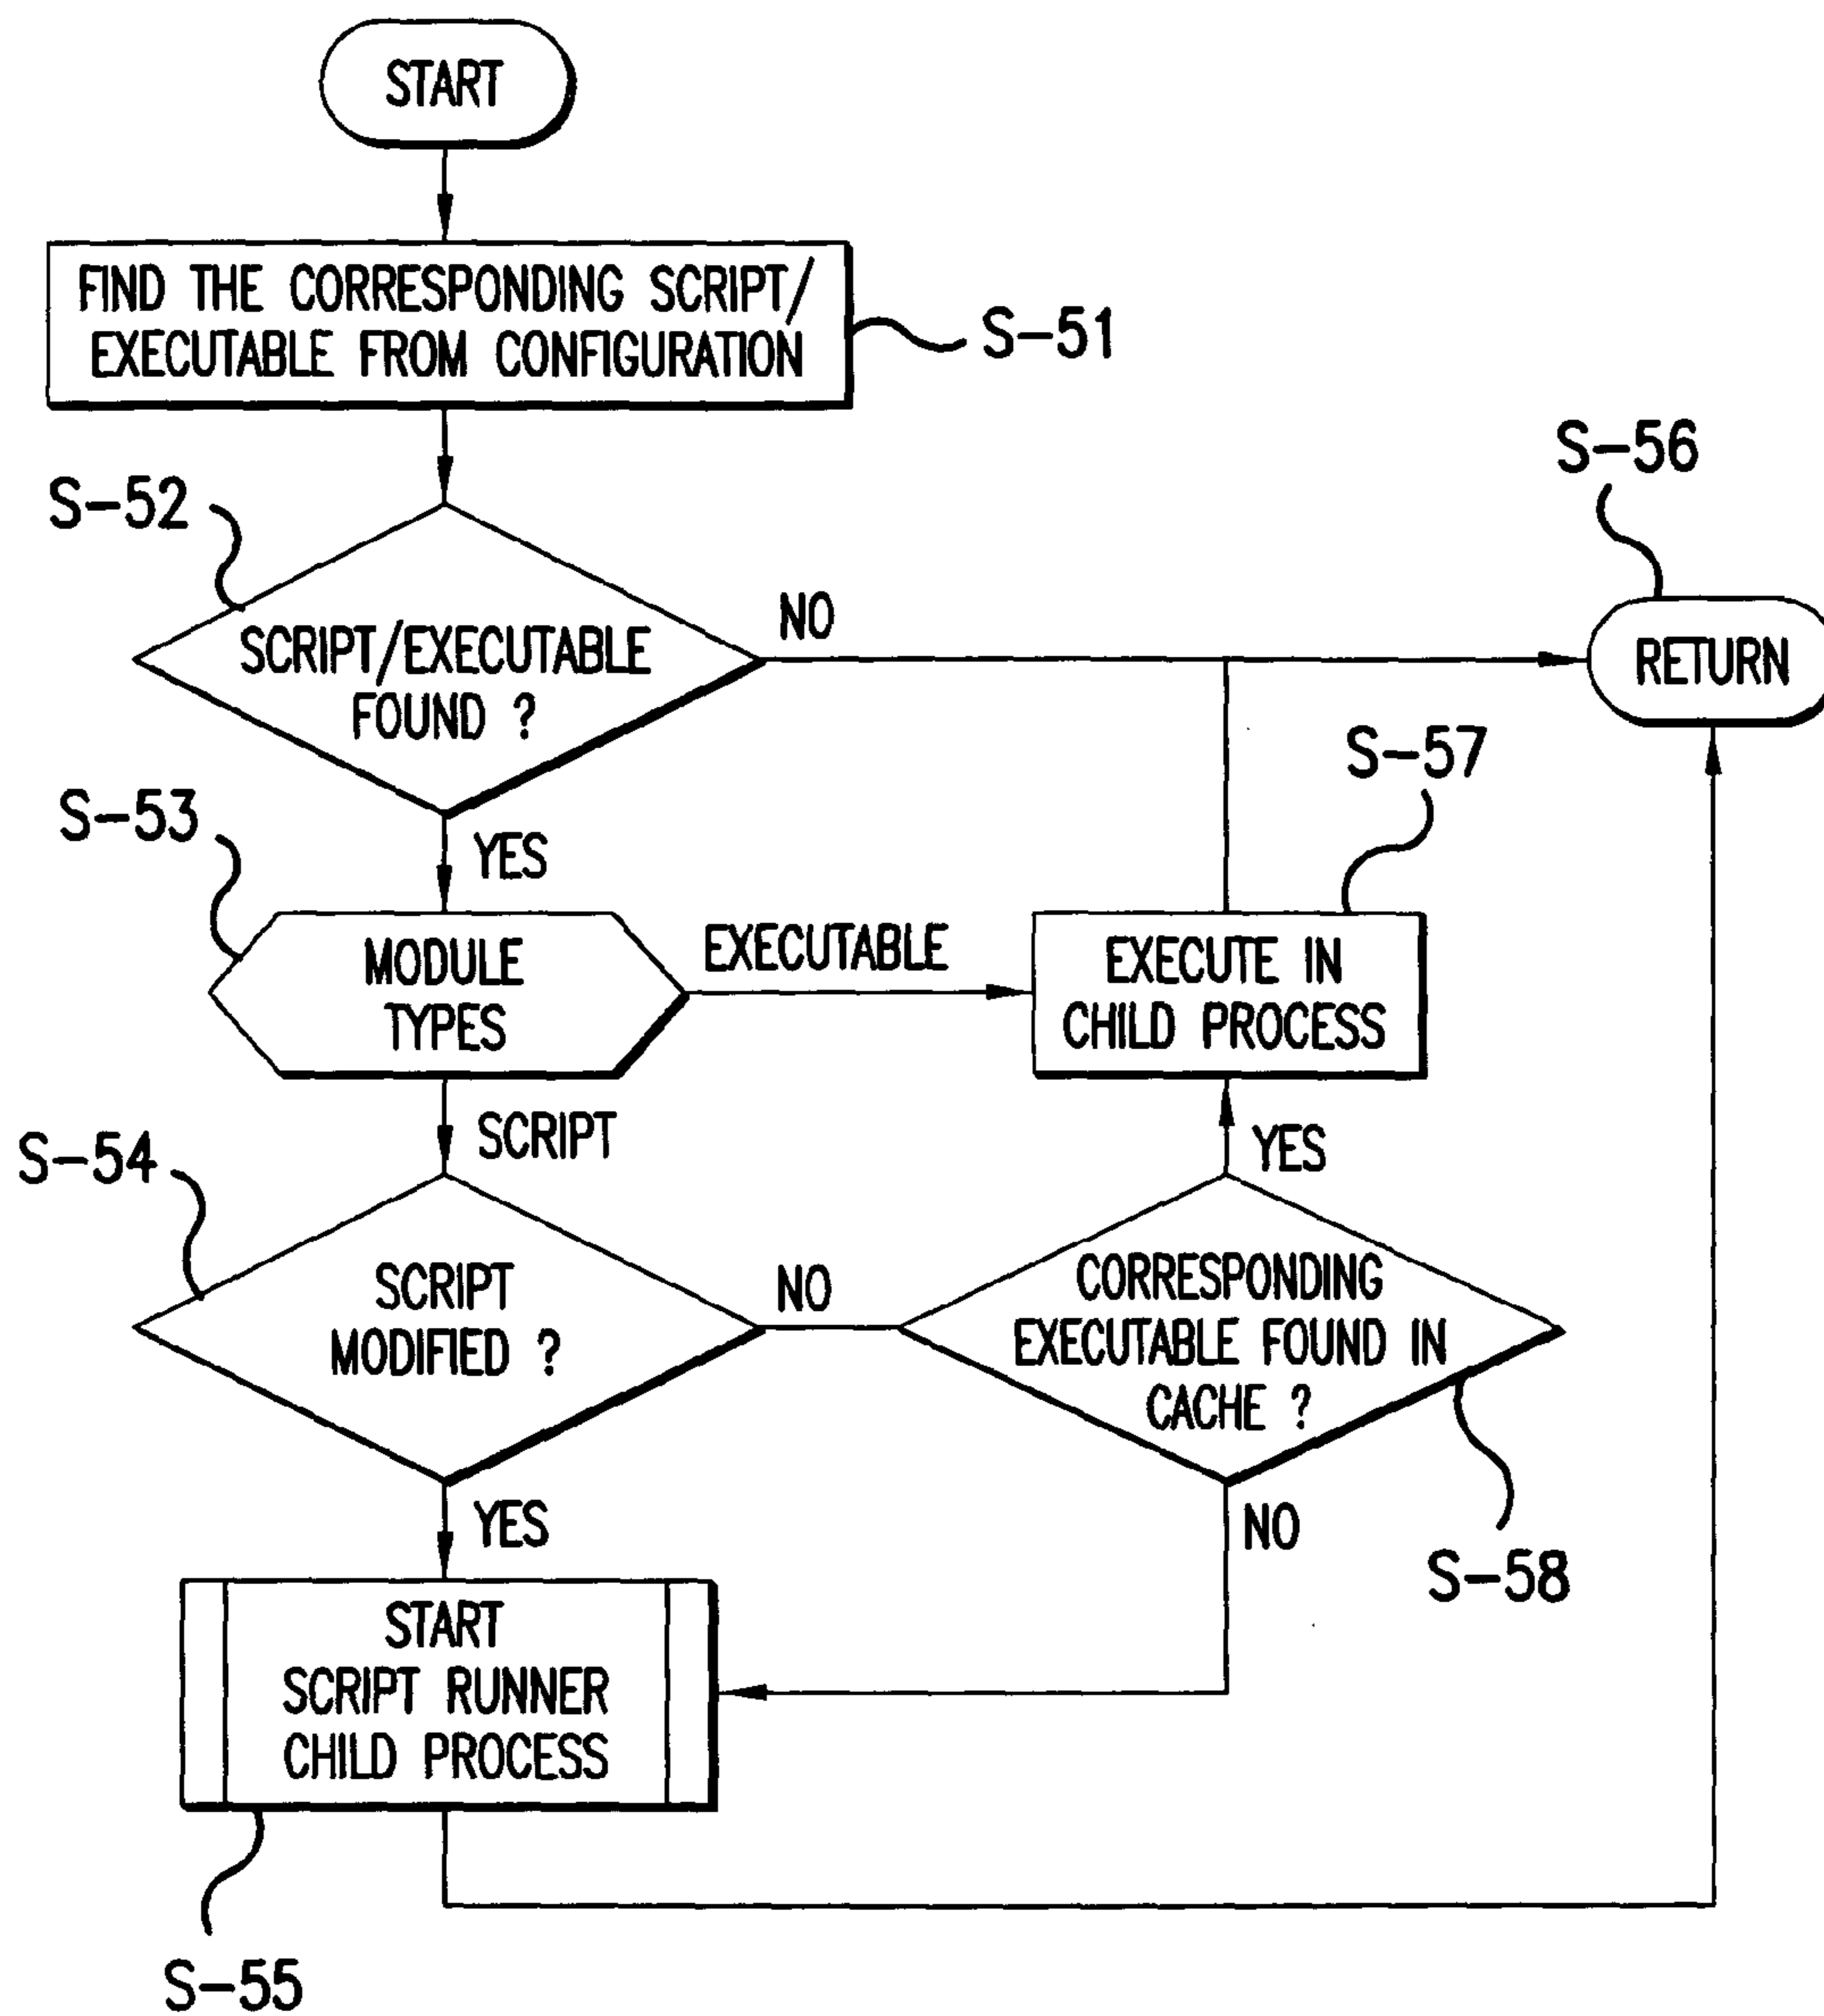 START
FIND THE CORRESPONDING SCRIPT/
EXECUTABLE FROM CONFIGURATION
S-51
S-52
SCRIPT/EXECUTABLE
FOUND ?
NO
S-56
RETURN
YES
S-53
MODULE
TYPES
EXECUTABLE
S-57
EXECUTE IN
CHILD PROCESS
SCRIPT
S-54
SCRIPT
MODIFIED ?
NO
YES
CORRESPONDING
EXECUTABLE FOUND IN
CACHE ?
S-58
YES
NO
START
SCRIPT RUNNER
CHILD PROCESS
S-55